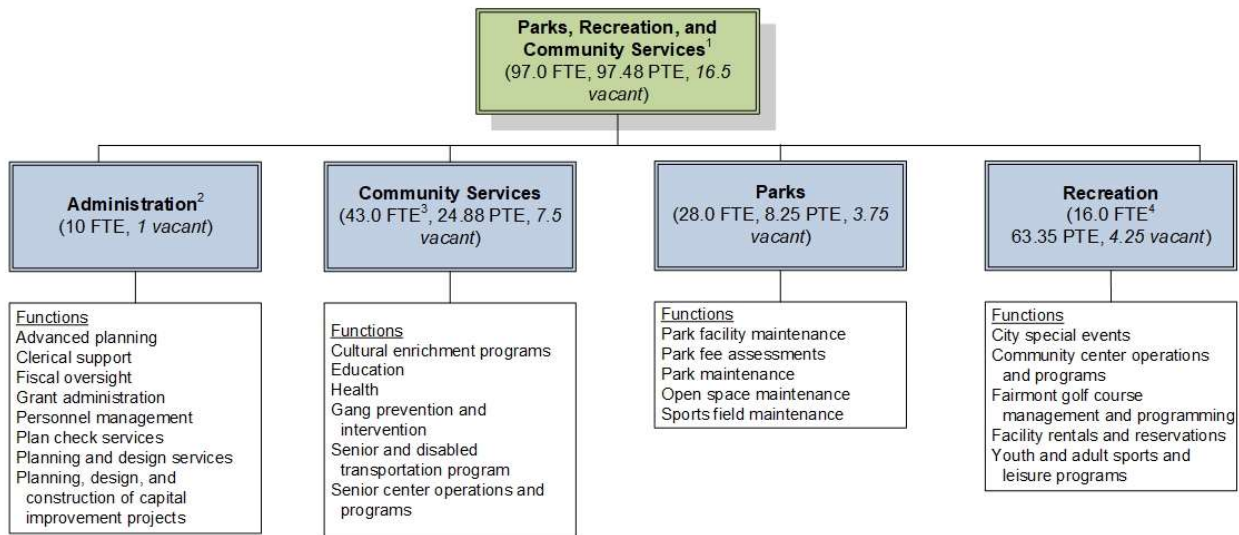 Parks, Recreation, and
Community Services1
(97.0 FTE, 97.48 PTE, 16.5
vacant)
Administration2
(10 FTE, 1 vacant)
Community Services
(43.0 FTE3, 24.88 PTE, 7.5
vacant)
Parks
(28.0 FTE, 8.25 PTE, 3.75
vacant)
Recreation
(16.0 FTE4
63.35 PTE, 4.25 vacant)
Functions
Advanced planning
Clerical support
Fiscal oversight
Grant administration
Personnel management
Plan check services
Planning and design services
Planning, design, and
construction of capital
improvement projects
Functions
Cultural enrichment programs
Education
Health
Gang prevention and
intervention
Senior and disabled
transportation program
Senior center operations and
programs
Functions
Park facility maintenance
Park fee assessments
Park maintenance
Open space maintenance
Sports field maintenance
Functions
City special events
Community center operations
and programs
Fairmont golf course
management and programming
Facility rentals and reservations
Youth and adult sports and
leisure programs